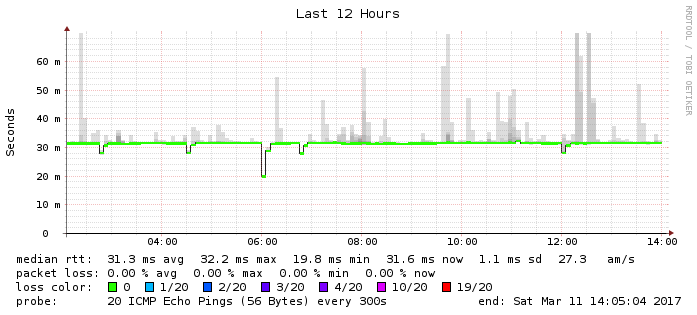 Last 12 Hours
RRDTOOL / TOBI OETIKER
Seconds
60 m
50 m
40 m
30 m
20 m
10 m
0
04:00 06:00 08:00 10:00 12:00 14:00
median rtt: 31.3 ms avg 32.2 ms max 19.8 ms min 31.6 ms now 1.1 ms sd 27.3 am/s
packet loss: 0.00 % avg 0.00 % max 0.00 % min 0.00 % now
loss color: 0 1/20 2/20 3/20 4/20 10/20 19/20
probe: 20 ICMP Echo Pings (56 Bytes) every 300s end: Sat Mar 11 14:05:04 2017